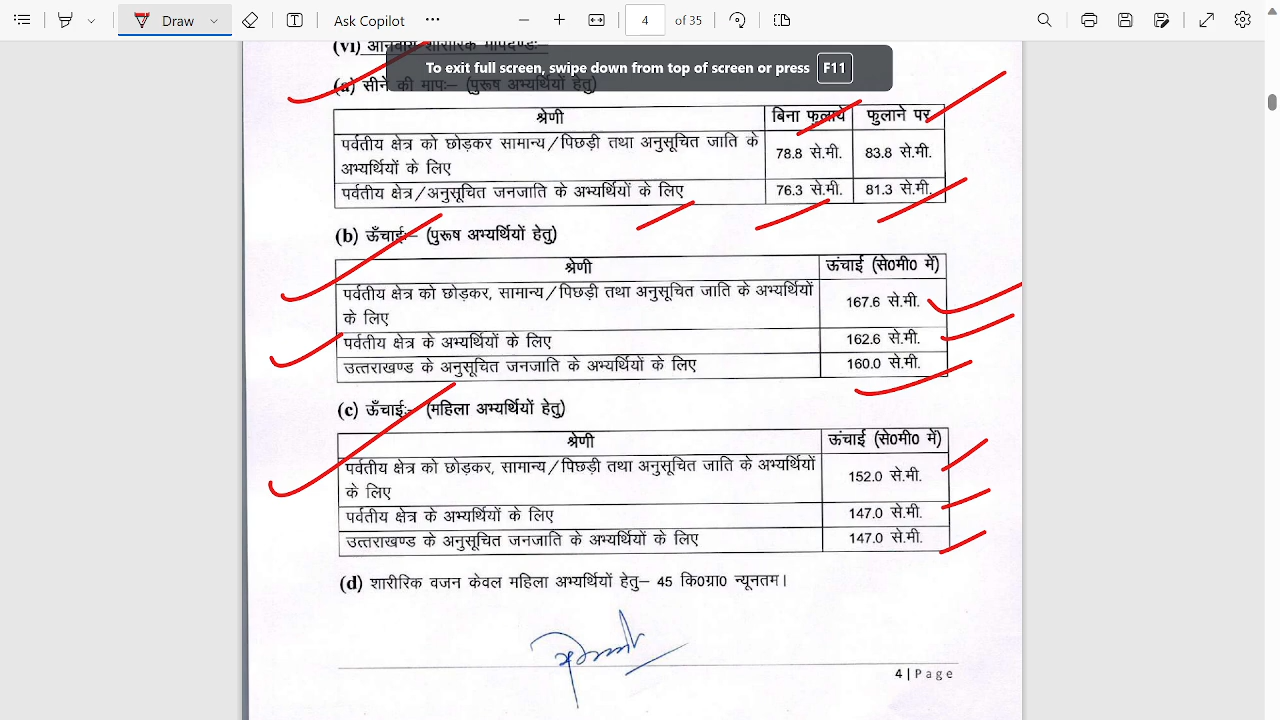 Draw
Ask Copilot
4 of 35
(vi) अनिवार्य शारीरिक मापदण्डः–
To exit full screen, swipe down from top of screen or press F11
(a) सीने की मापः– (पुरूष अभ्यर्थियों हेतु)
श्रेणी बिना फुलाये फुलाने पर
पर्वतीय क्षेत्र को छोड़कर सामान्य/पिछड़ी तथा अनुसूचित जाति के
अभ्यर्थियों के लिए 78.8 से.मी. 83.8 से.मी.
पर्वतीय क्षेत्र/अनुसूचित जनजाति के अभ्यर्थियों के लिए 76.3 से.मी. 81.3 से.मी.
(b) ऊँचाईः– (पुरूष अभ्यर्थियों हेतु)
श्रेणी ऊंचाई (से0मी0 में)
पर्वतीय क्षेत्र को छोड़कर, सामान्य/पिछड़ी तथा अनुसूचित जाति के अभ्यर्थियों
के लिए 167.6 से.मी.
पर्वतीय क्षेत्र के अभ्यर्थियों के लिए 162.6 से.मी.
उत्तराखण्ड के अनुसूचित जनजाति के अभ्यर्थियों के लिए 160.0 से.मी.
(c) ऊँचाईः– (महिला अभ्यर्थियों हेतु)
श्रेणी ऊंचाई (से0मी0 में)
पर्वतीय क्षेत्र को छोड़कर, सामान्य/पिछड़ी तथा अनुसूचित जाति के अभ्यर्थियों
के लिए 152.0 से.मी.
पर्वतीय क्षेत्र के अभ्यर्थियों के लिए 147.0 से.मी.
उत्तराखण्ड के अनुसूचित जनजाति के अभ्यर्थियों के लिए 147.0 से.मी.
(d) शारीरिक वजन केवल महिला अभ्यर्थियों हेतु– 45 कि0ग्रा0 न्यूनतम।
4 | Page